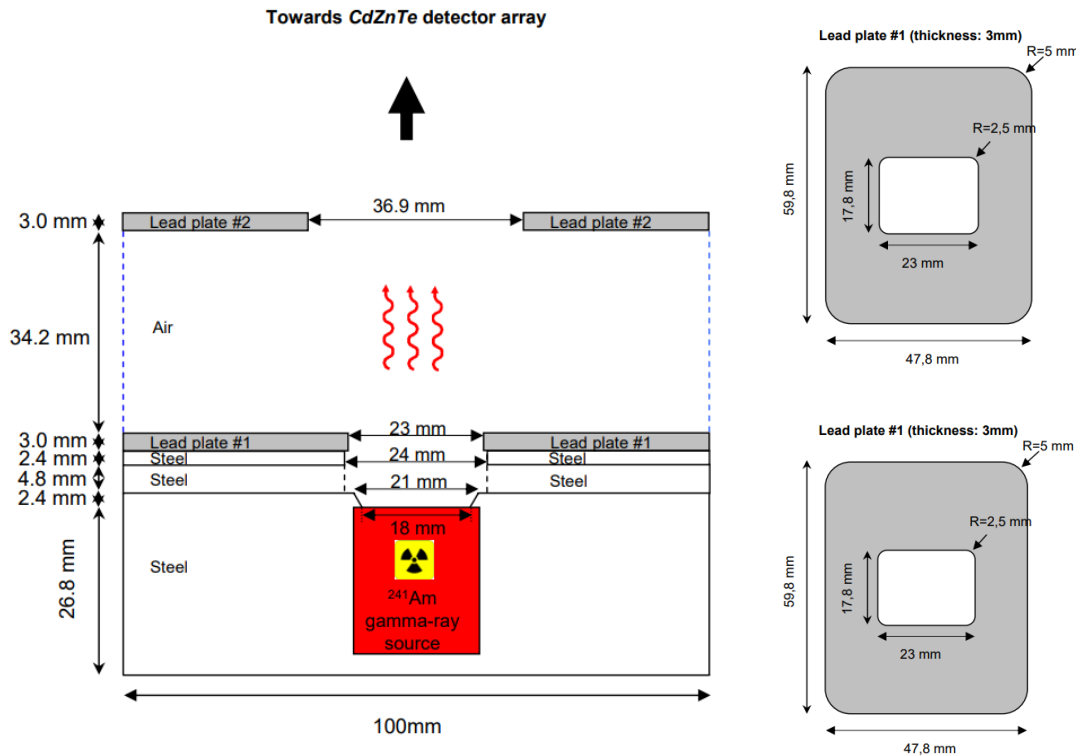 Towards CdZnTe detector array
3.0 mm
Lead plate #2
36.9 mm
Lead plate #2
34.2 mm
Air
3.0 mm
Lead plate #1
23 mm
Lead plate #1
2.4 mm
Steel
24 mm
Steel
4.8 mm
Steel
21 mm
Steel
2.4 mm
18 mm
26.8 mm
Steel
241Am
gamma-ray
source
100mm
Lead plate #1 (thickness: 3mm)
R=5 mm
R=2,5 mm
59,8 mm
17,8 mm
23 mm
47,8 mm
Lead plate #1 (thickness: 3mm)
R=5 mm
R=2,5 mm
59,8 mm
17,8 mm
23 mm
47,8 mm